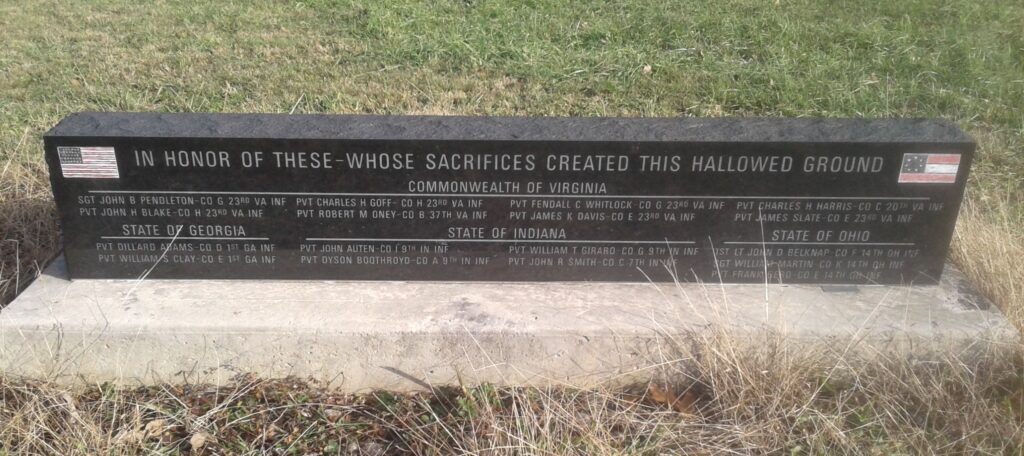 IN HONOR OF THESE-WHOSE SACRIFICES CREATED THIS HALLOWED GROUND
COMMONWEALTH OF VIRGINIA
SGT JOHN B PENDLETON-CO G 23RD VA INF PVT CHARLES H GOFF- CO H 23RD VA INF PVT FENDALL C WHITLOCK-CO G 23RD VA INF PVT CHARLES H HARRIS-CO C 20TH VA INF
PVT JOHN H BLAKE-CO H 23RD VA INF PVT ROBERT M ONEY-CO B 37TH VA INF PVT JAMES K DAVIS-CO E 23RD VA INF PVT JAMES SLATE-CO E 23RD VA INF
STATE OF GEORGIA STATE OF INDIANA STATE OF OHIO
PVT DILLARD ADAMS-CO D 1ST GA INF PVT JOHN AUTEN-CO I 9TH IN INF PVT WILLIAM T GIRARD-CO G 9TH IN INF 1ST LT JOHN D BELKNAP CO F 14TH OH INF
PVT WILLIAM S CLAY-CO E 1ST GA INF PVT DYSON BOOTHROYD-CO A 9TH IN INF PVT JOHN R SMITH-CO C 7TH IN INF SGT WILLIAM MARTIN-CO K 14TH OH INF
PVT FRANK CO E 14TH OH INF